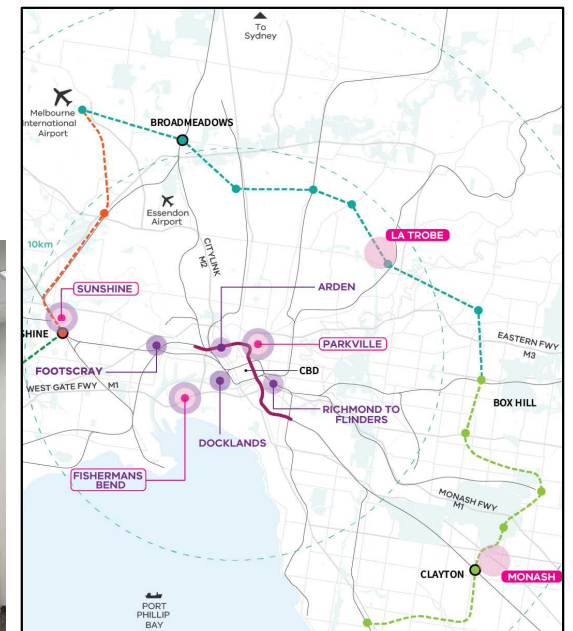 To
Sydney
Melbourne
International
Airport
BROADMEADOWS
Essendon
Airport
10km
CITYLINK
M2
LA TROBE
SUNSHINE
ARDEN
SHINE
PARKVILLE
EASTERN FWY
M3
FOOTSCRAY
CBD
WEST GATE FWY M1
BOX HILL
RICHMOND TO
FLINDERS
DOCKLANDS
FISHERMANS
BEND
MONASH FWY
M1
CLAYTON
MONASH
PORT
PHILLIP
BAY